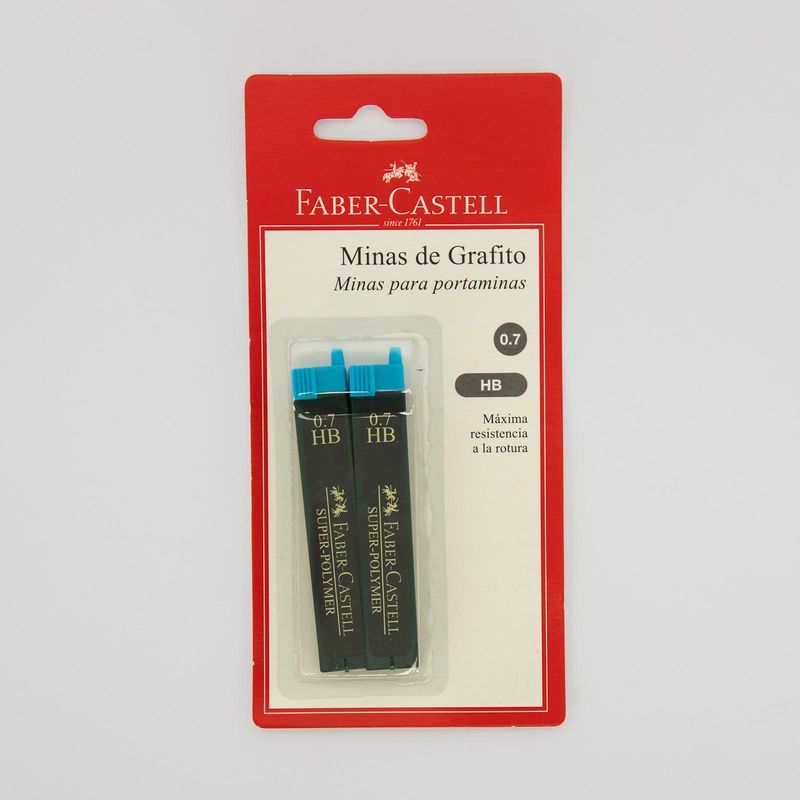 FABER-CASTELL
since 1761
Minas de Grafito
Minas para portaminas
0.7
HB
Máxima
resistencia
a la rotura
0.7
HB
FABER-CASTELL
SUPER-POLYMER
0.7
HB
FABER-CASTELL
SUPER-POLYMER